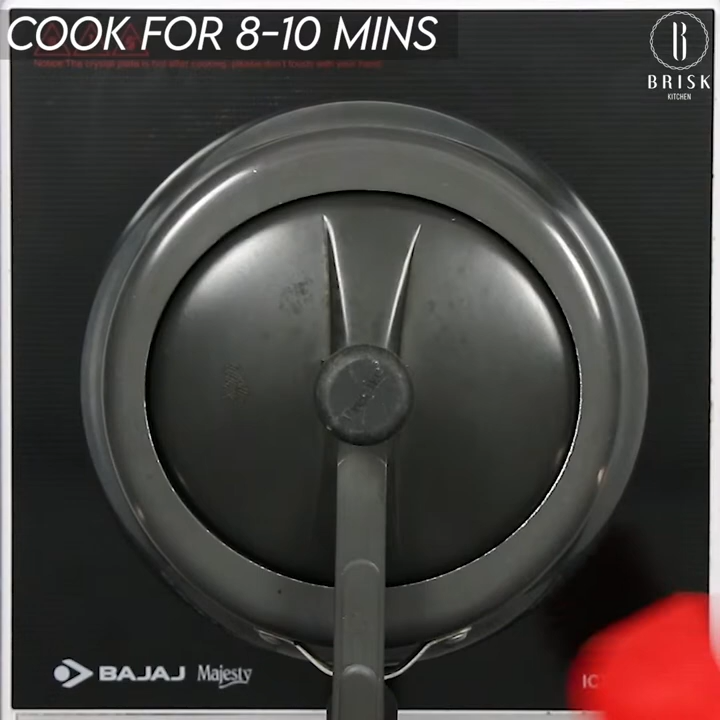 COOK FOR 8-10 MINS
BRISK
KITCHEN
Notice:The crystal plate is hot after cooking, please don't touch with your hand!
BAJAJ Majesty
IC